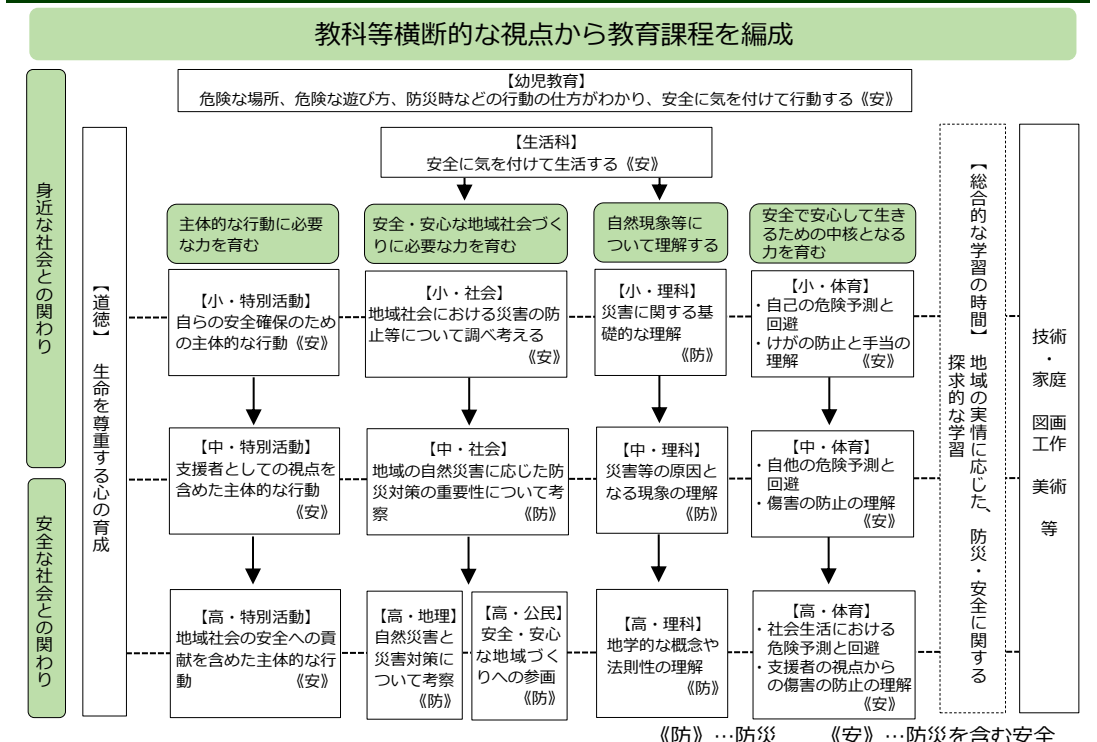 教科等横断的な視点から教育課程を編成
【幼児教育】
危険な場所、危険な遊び方、防災時などの行動の仕方がわかり、安全に気を付けて行動する《安》
【生活科】
安全に気を付けて生活する《安》
身近な社会との関わり
安全な社会との関わり
【道徳】　生命を尊重する心の育成
主体的な行動に必要
な力を育む
安全・安心な地域社会づく
りに必要な力を育む
自然現象等に
ついて理解する
安全で安心して生き
るための中核となる
力を育む
【小・特別活動】
自らの安全確保のため
の主体的な行動《安》
【小・社会】
地域社会における災害の防
止等について調べ考える
《安》
【小・理科】
災害に関する基
礎的な理解
《防》
【小・体育】
・自己の危険予測と
回避
・けがの防止と手当の
理解　《安》
【中・特別活動】
支援者としての視点を
含めた主体的な行動
《安》
【中・社会】
地域の自然災害に応じた防
災対策の重要性について考
察　《防》
【中・理科】
災害等の原因と
なる現象の理解
《防》
【中・体育】
・自他の危険予測と
回避
・傷害の防止の理解
《安》
【高・特別活動】
地域社会の安全への貢
献を含めた主体的な行
動　《安》
【高・地理】
自然災害と
災害対策に
ついて考察
《防》
【高・公民】
安全・安心
な地域づく
りへの参画
《防》
【高・理科】
地学的な概念や
法則性の理解
《防》
【高・体育】
・社会生活における
危険予測と回避
・支援者の視点から
の傷害の防止の理解
《安》
【総合的な学習の時間】　地域の実情に応じた、防災・安全に関する
探求的な学習
技術
・
家庭
図画
工作
美術
等
《防》…防災　《安》…防災を含む安全